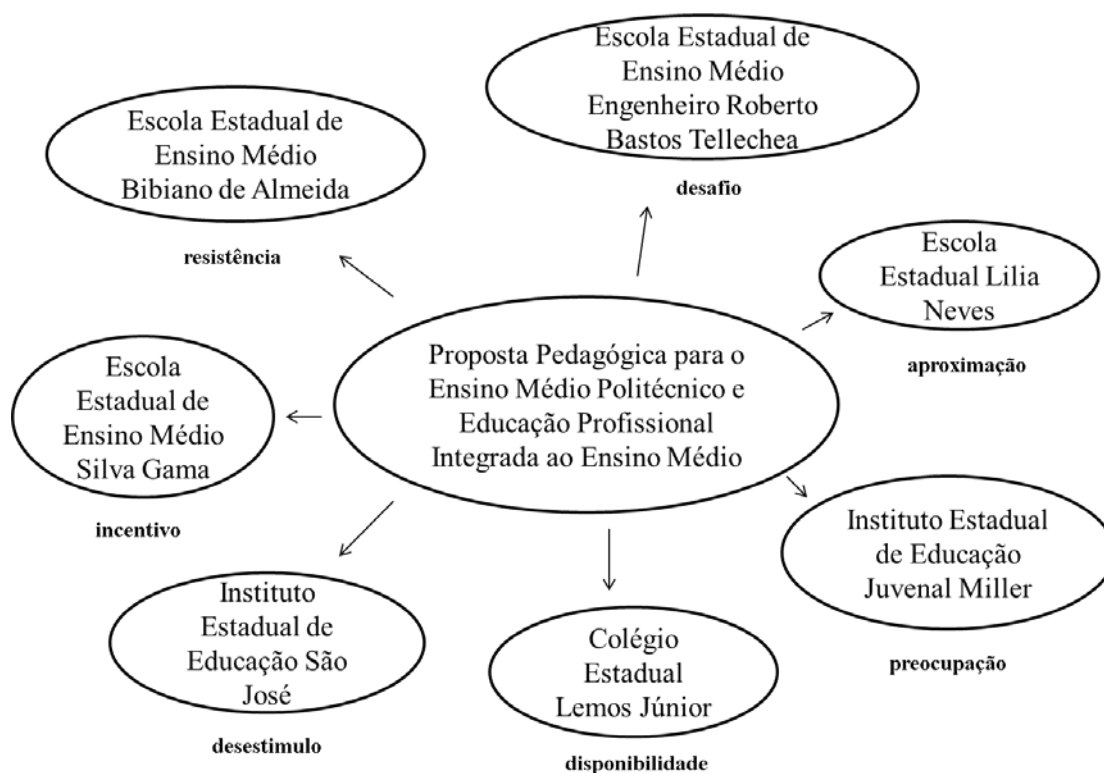 Escola Estadual de
Ensino Médio
Engenheiro Roberto
Bastos Tellechea
desafio
Escola Estadual de
Ensino Médio
Bibiano de Almeida
resistência
Escola
Estadual Lilia
Neves
aproximação
Proposta Pedagógica para o
Ensino Médio Politécnico e
Educação Profissional
Integrada ao Ensino Médio
Escola
Estadual de
Ensino Médio
Silva Gama
incentivo
Instituto Estadual
de Educação
Juvenal Miller
preocupação
Instituto
Estadual de
Educação São
José
desestimulo
Colégio
Estadual
Lemos Júnior
disponibilidade